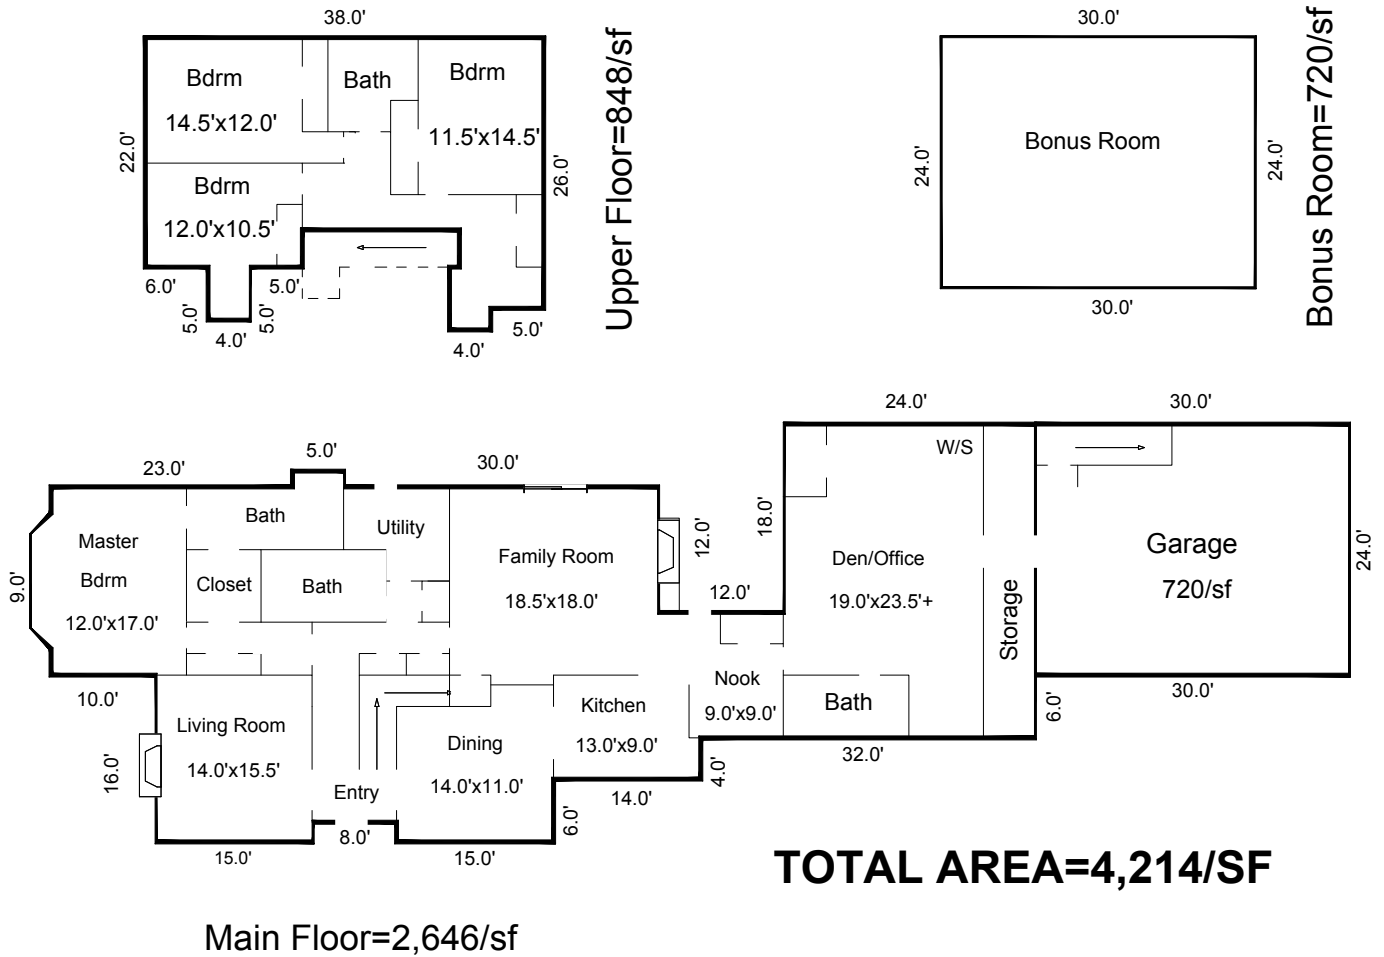 38.0'
Bdrm
14.5'x12.0'
Bath
Bdrm
11.5'x14.5'
22.0'
26.0'
Bdrm
12.0'x10.5'
6.0'
5.0'
4.0'
5.0'
5.0'
4.0'
5.0'
Upper Floor=848/sf
30.0'
24.0'
Bonus Room
24.0'
30.0'
Bonus Room=720/sf
23.0'
5.0'
30.0'
24.0'
30.0'
Master
Bdrm
12.0'x17.0'
9.0'
Bath
Utility
Closet
Bath
Family Room
18.5'x18.0'
12.0'
12.0'
18.0'
W/S
Den/Office
19.0'x23.5'+
Storage
Garage
720/sf
24.0'
30.0'
6.0'
10.0'
16.0'
Living Room
14.0'x15.5'
Entry
Dining
14.0'x11.0'
Kitchen
13.0'x9.0'
Nook
9.0'x9.0'
Bath
32.0'
4.0'
14.0'
6.0'
15.0'
8.0'
15.0'
TOTAL AREA=4,214/SF
Main Floor=2,646/sf